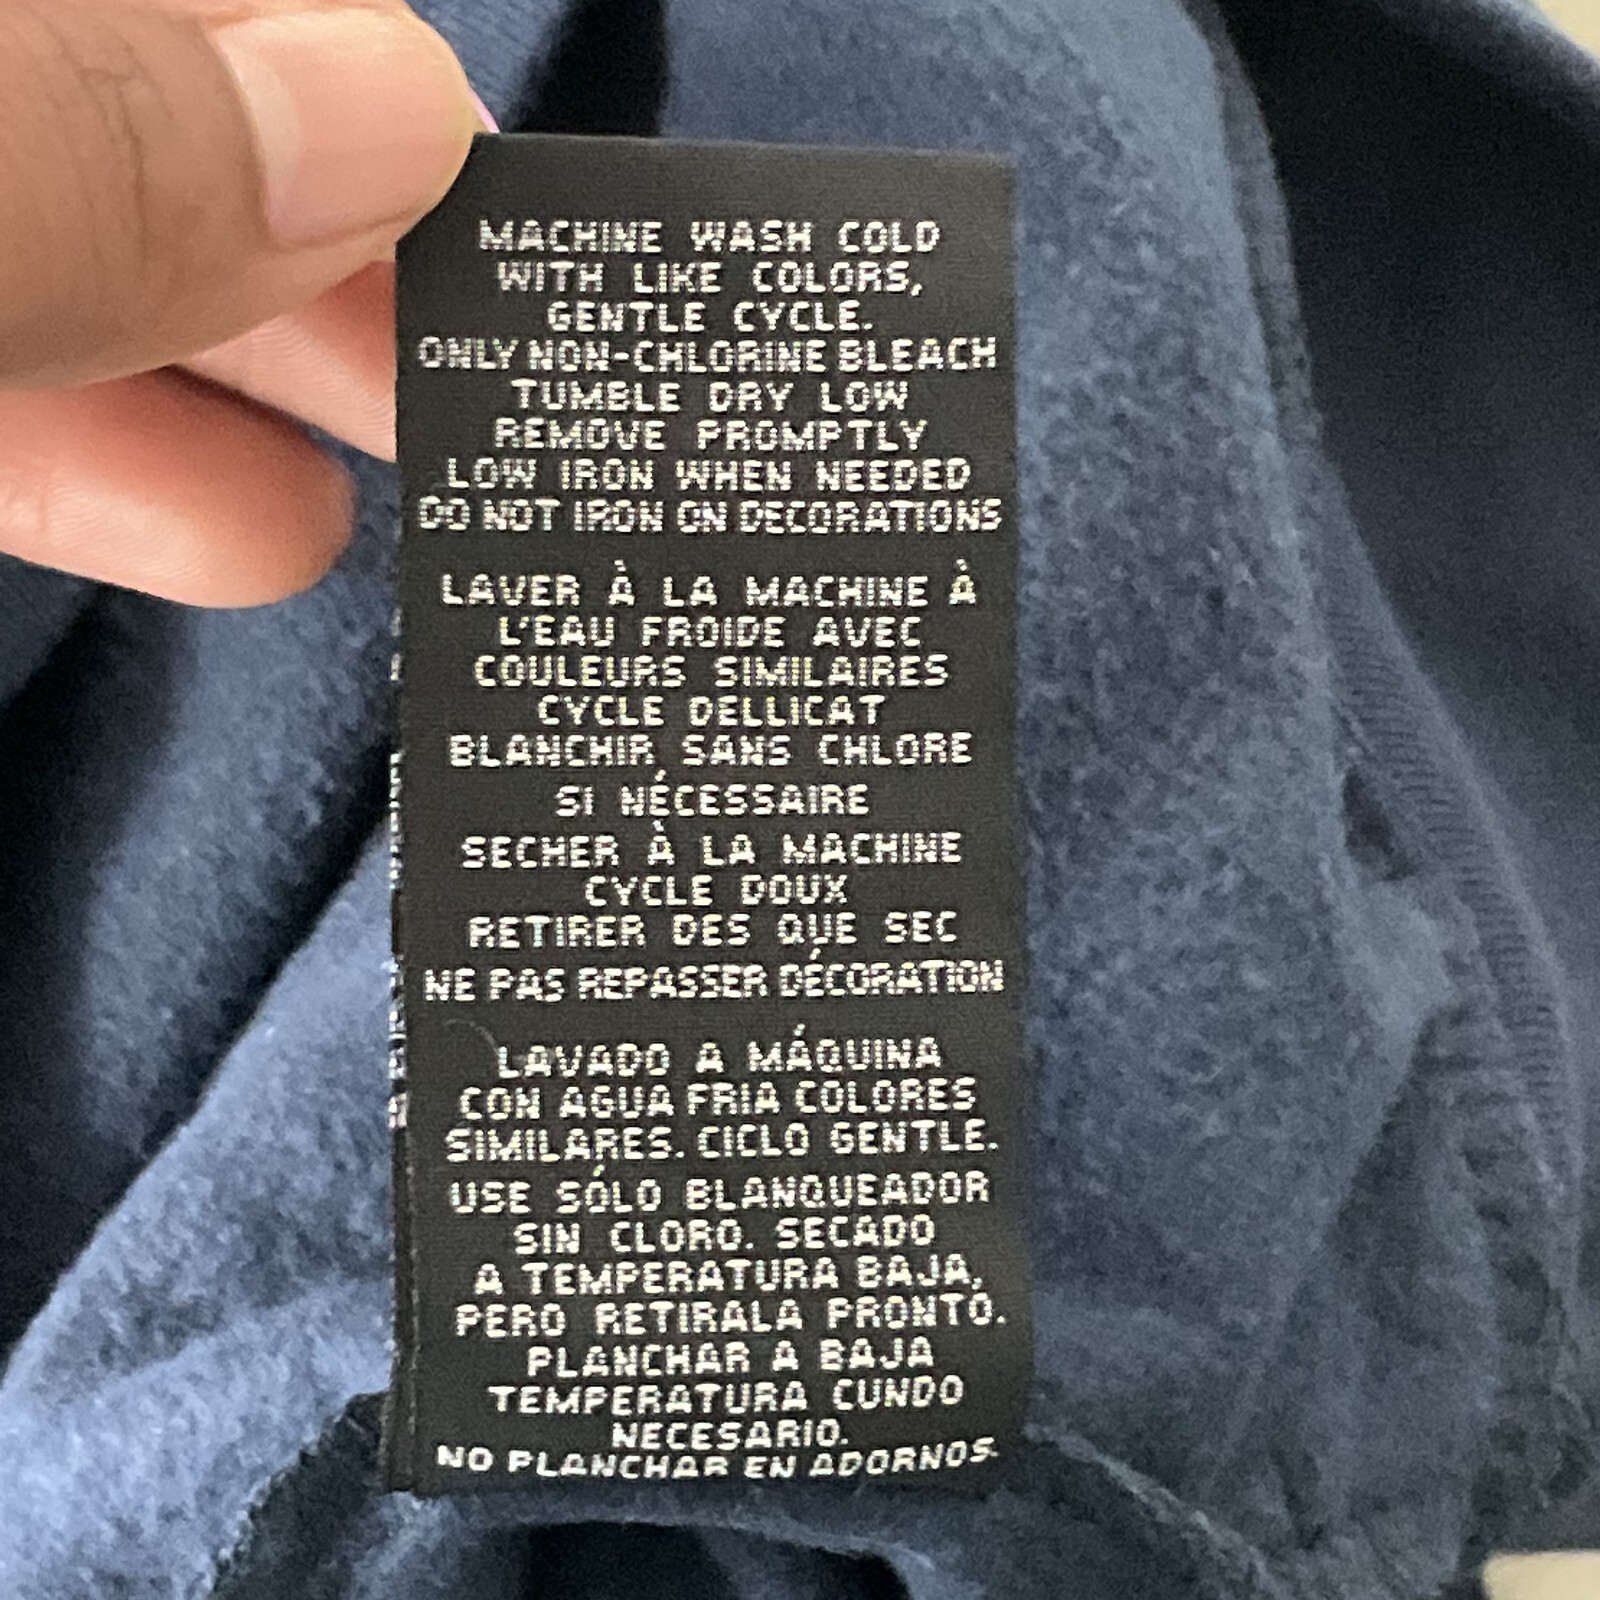 MACHINE WASH COLD
WITH LIKE COLORS,
GENTLE CYCLE.
ONLY NON-CHLORINE BLEACH
TUMBLE DRY LOW
REMOVE PROMPTLY
LOW IRON WHEN NEEDED
DO NOT IRON ON DECORATIONS
LAVER À LA MACHINE À
L'EAU FROIDE AVEC
COULEURS SIMILAIRES
CYCLE DELLICAT
BLANCHIR SANS CHLORE
SI NÉCESSAIRE
SECHER À LA MACHINE
CYCLE DOUX
RETIRER DES QUE SEC
NE PAS REPASSER DÉCORATION
LAVADO A MÁQUINA
CON AGUA FRIA COLORES
SIMILARES. CICLO GENTLE.
USE SÓLO BLANQUEADOR
SIN CLORO. SECADO
A TEMPERATURA BAJA,
PERO RETIRALA PRONTO.
PLANCHAR A BAJA
TEMPERATURA CUNDO
NECESARIO.
NO PLANCHAR EN ADORNOS.